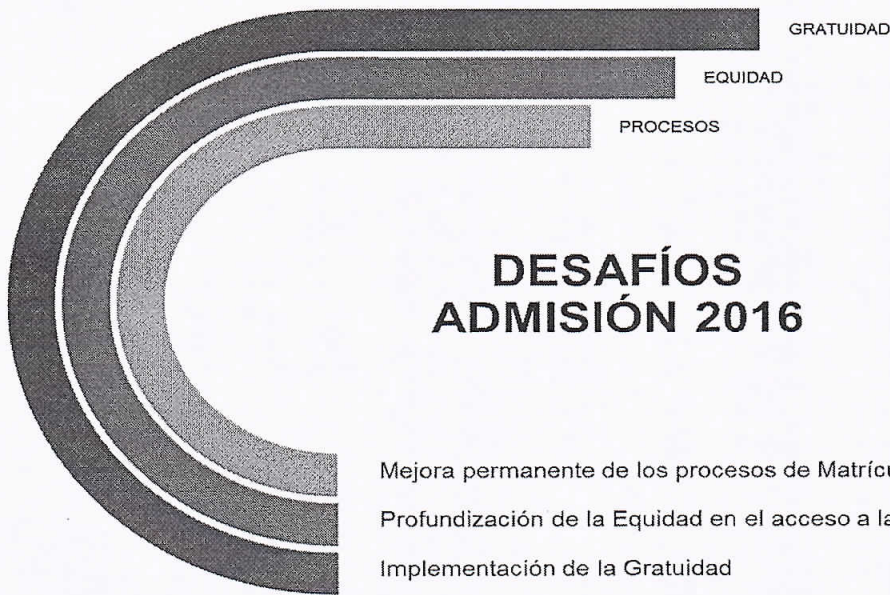 GRATUIDAD
EQUIDAD
PROCESOS
DESAFÍOS
ADMISIÓN 2016
Mejora permanente de los procesos de
Profundización de la Equidad en el acceso a
Implementación de la Gratuidad